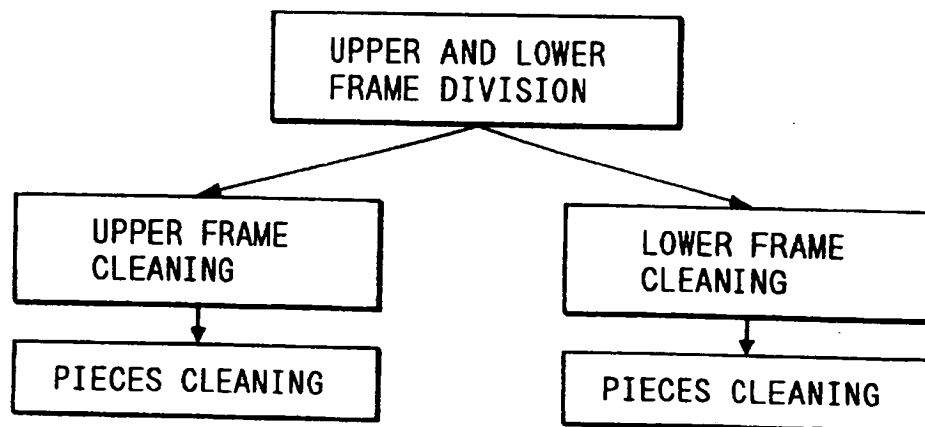 UPPER AND LOWER
FRAME DIVISION
UPPER FRAME
CLEANING
LOWER FRAME
CLEANING
PIECES CLEANING
PIECES CLEANING